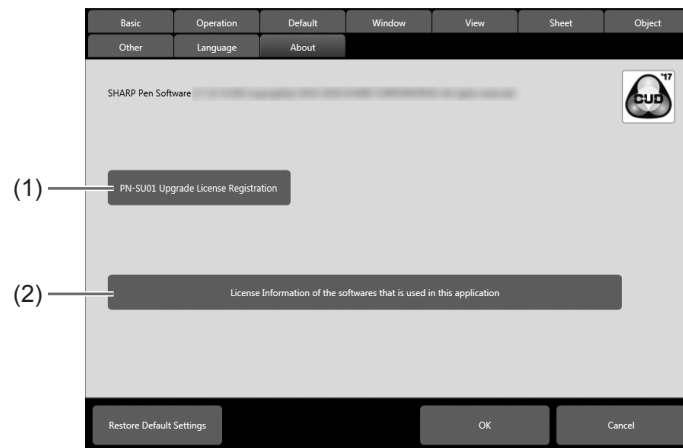 Basic Operation Default Window View Sheet Object
Other Language About
SHARP Pen Software
'17
CUD
(1)
PN-SU01 Upgrade License Registration
(2)
License Information of the softwares that is used in this application
Restore Default Settings OK Cancel